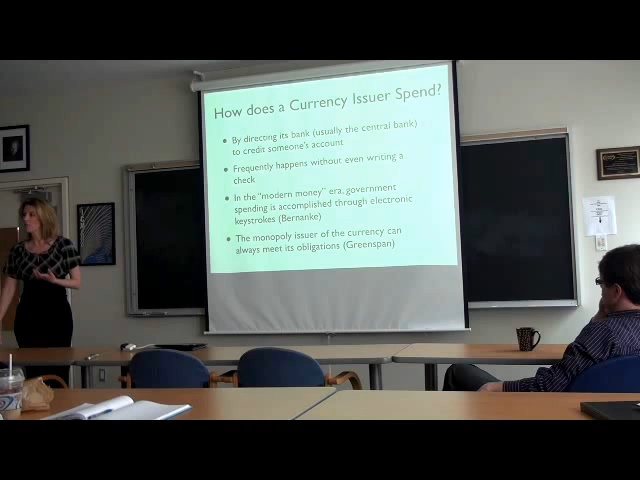 How does a Currency Issuer Spend?
• By directing its bank (usually the central bank)
to credit someone's account
• Frequently happens without even writing a
check
• In the "modern money" era, government
spending is accomplished through electronic
keystrokes (Bernanke)
• The monopoly issuer of the currency can
always meet its obligations (Greenspan)